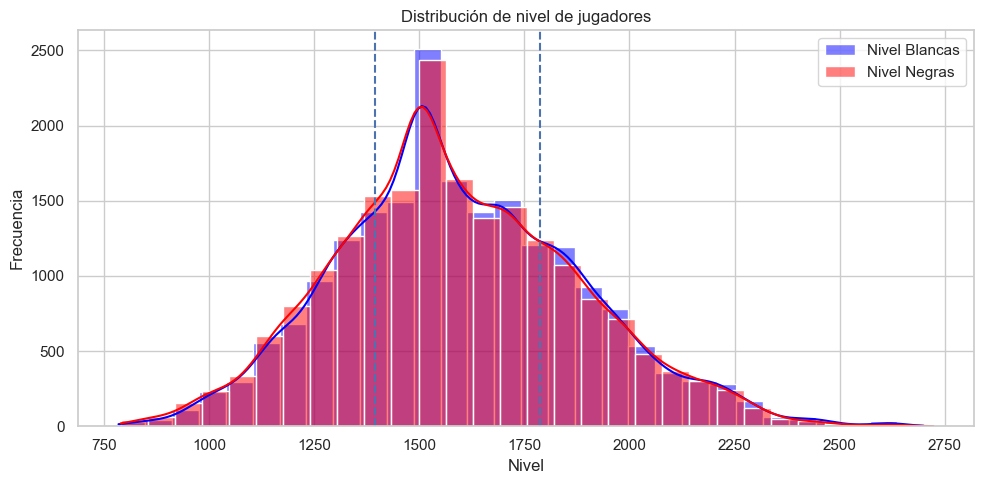 Distribución de nivel de jugadores
Nivel Blancas
Nivel Negras
Frecuencia
2500
2000
1500
1000
500
0
750 1000 1250 1500 1750 2000 2250 2500 2750
Nivel